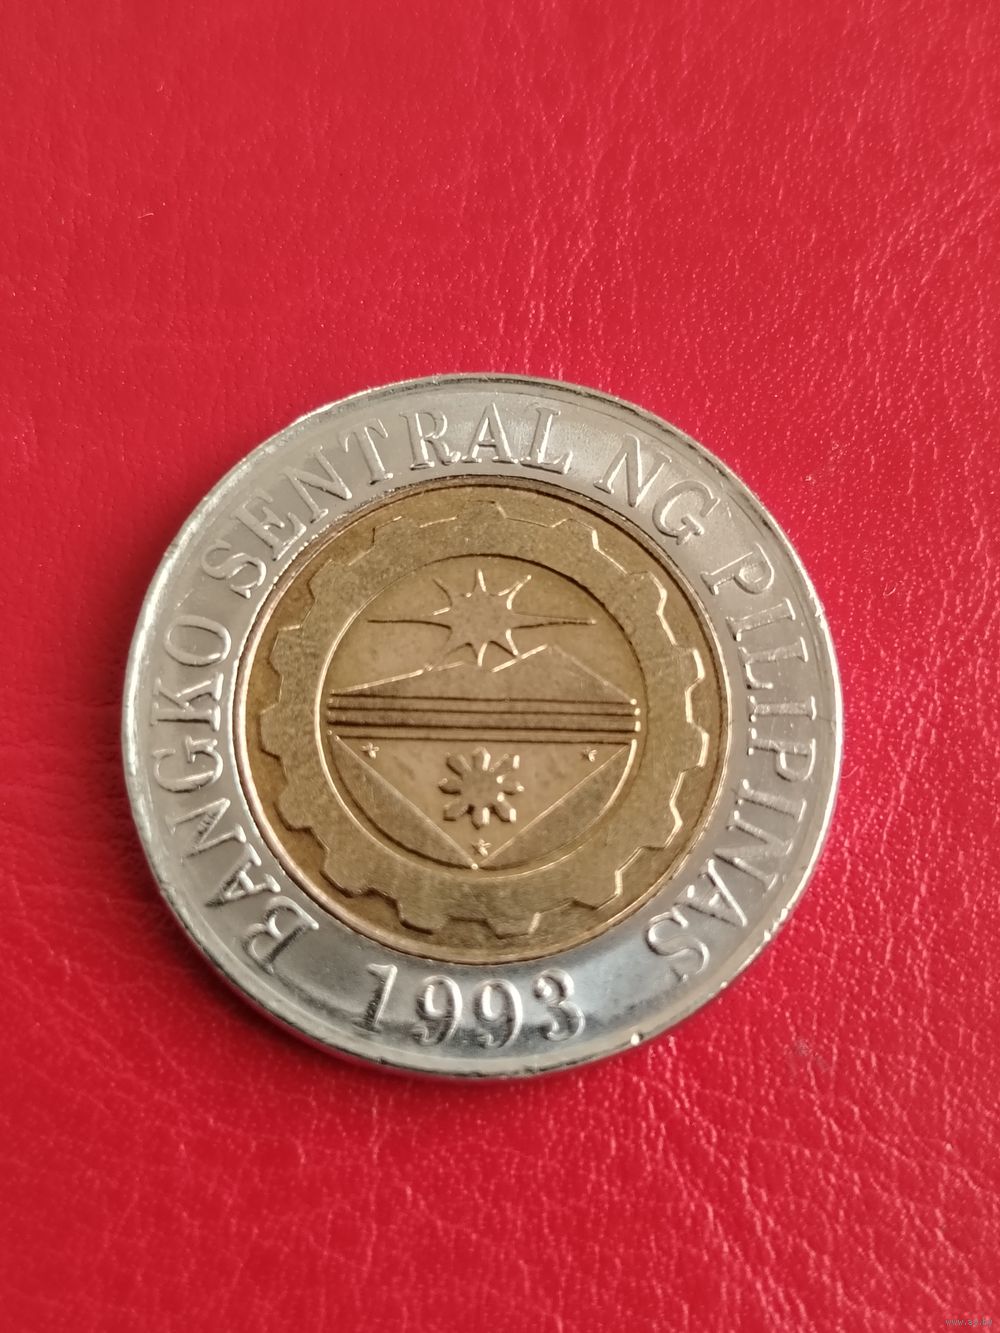 BANGKO SENTRAL NG PILIPINAS
1993